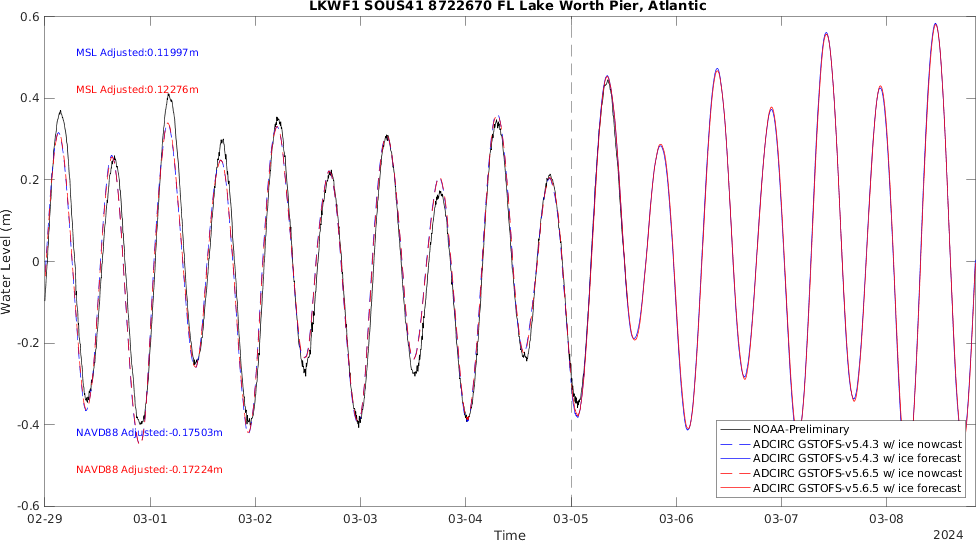 LKWF1 SOUS41 8722670 FL Lake Worth Pier, Atlantic
0.6
MSL Adjusted:0.11997m
MSL Adjusted:0.12276m
0.4
0.2
Water Level (m)
0
-0.2
-0.4
NAVD88 Adjusted:-0.17503m
NAVD88 Adjusted:-0.17224m
-0.6
NOAA-Preliminary
ADCIRC GSTOFS-v5.4.3 w/ ice nowcast
ADCIRC GSTOFS-v5.4.3 w/ ice forecast
ADCIRC GSTOFS-v5.6.5 w/ ice nowcast
ADCIRC GSTOFS-v5.6.5 w/ ice forecast
02-29 03-01 03-02 03-03 03-04 03-05 03-06 03-07 03-08
Time
2024